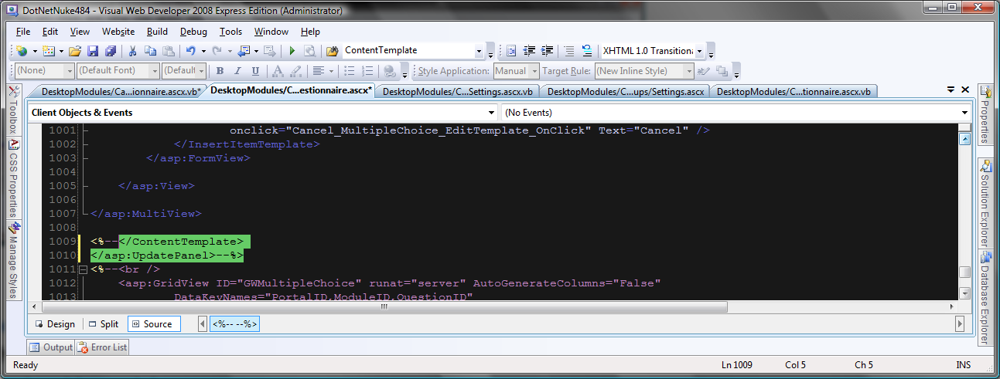 DotNetNuke484 - Visual Web Developer 2008 Express Edition (Administrator)
File Edit View Website Build Debug Tools Window Help
ContentTemplate XHTML 1.0 Transition
(None) (Default Font) (Default B I U A Style Application: Manual Target Rule: (New Inline Style)
DesktopModules/Ca...ionnaire.ascx.vb* DesktopModules/C...estionnaire.ascx* DesktopModules/C...Settings.ascx.vb DesktopModules/C...ups/Settings.ascx DesktopModules/C...tionnaire.ascx.vb
Client Objects & Events (No Events)
1001 onclick="Cancel_MultipleChoice_EditTemplate_OnClick" Text="Cancel" />
1002 </InsertItemTemplate>
1003 </asp:FormView>
1004
1005 </asp:View>
1006
1007 </asp:MultiView>
1008
1009 <%--</ContentTemplate>
1010 </asp:UpdatePanel>--%>
1011 <%--<br />
1012 <asp:GridView ID="GWMultipleChoice" runat="server" AutoGenerateColumns="False"
1013 DataKeyNames="PortalID,ModuleID,QuestionID"
Toolbox
CSS Properties
Manage Styles
Properties
Solution Explorer
Database Explorer
Design Split Source <%-- --%>
Output Error List
Ready Ln 1009 Col 5 Ch 5 INS